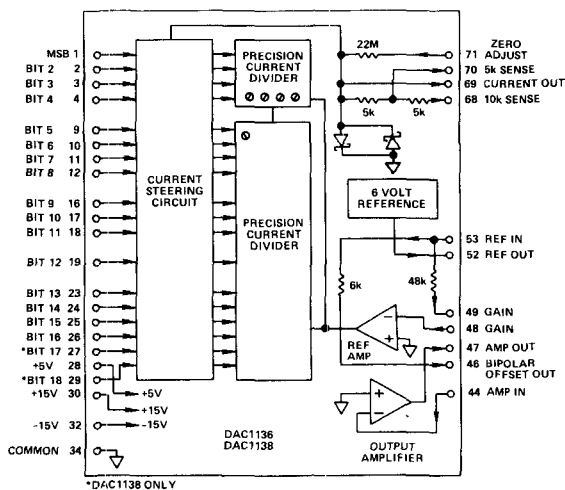 MSB 1
BIT 2 2
BIT 3 3
BIT 4 4
BIT 5 9
BIT 6 10
BIT 7 11
BIT 8 12
BIT 9 16
BIT 10 17
BIT 11 18
BIT 12 19
BIT 13 23
BIT 14 24
BIT 15 25
BIT 16 26
*BIT 17 27
+5V 28
*BIT 18 29
+15V 30
-15V 32
COMMON 34
+5V
+15V
-15V
CURRENT
STEERING
CIRCUIT
PRECISION
CURRENT
DIVIDER
PRECISION
CURRENT
DIVIDER
22M
5k
5k
6 VOLT
REFERENCE
6k
48k
REF
AMP
OUTPUT
AMPLIFIER
DAC1136
DAC1138
ZERO
71 ADJUST
70 5k SENSE
69 CURRENT OUT
68 10k SENSE
53 REF IN
52 REF OUT
49 GAIN
48 GAIN
47 AMP OUT
46 BIPOLAR
OFFSET OUT
44 AMP IN
*DAC1138 ONLY